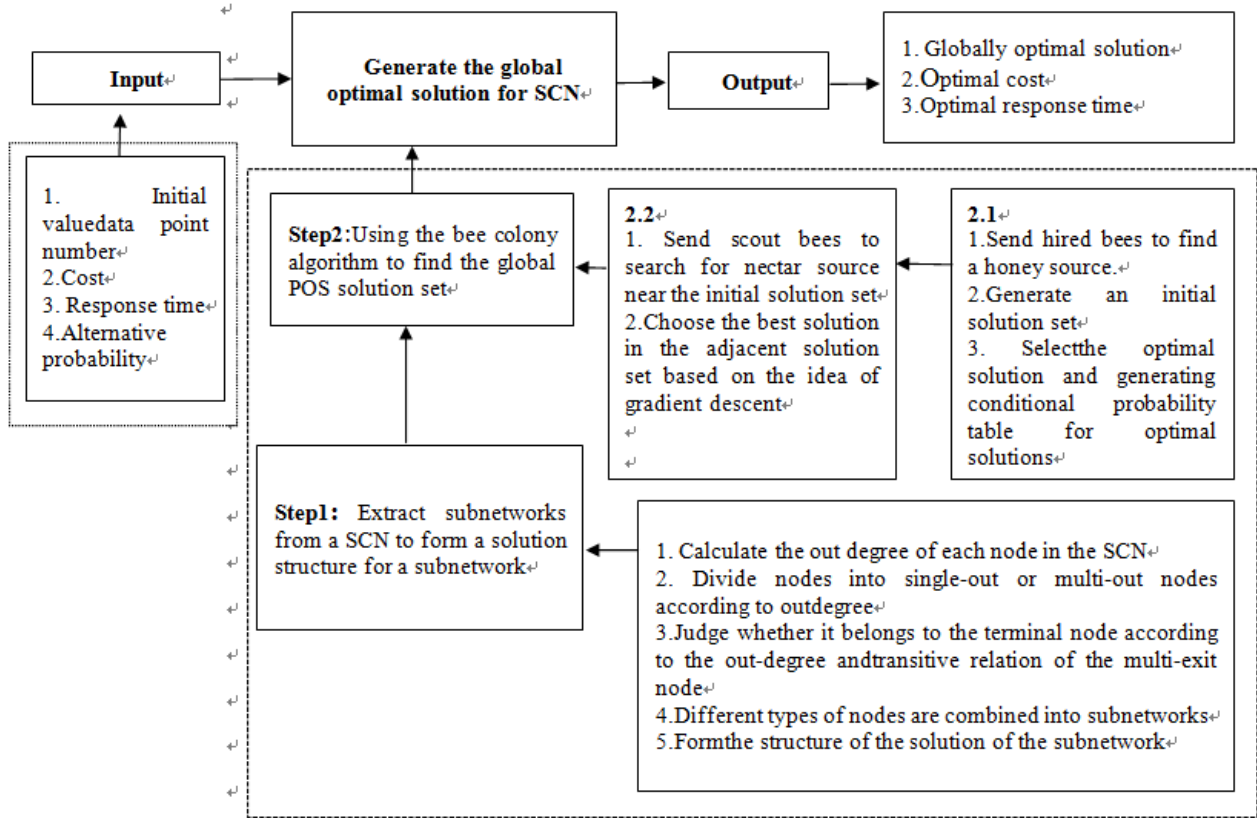 Input↵
Generate the global
optimal solution for SCN↵
Output↵
1. Globally optimal solution↵
2.Optimal cost↵
3.Optimal response time↵
1. Initial
valuedata point
number↵
2.Cost↵
3. Response time↵
4.Alternative
probability↵
Step2:Using the bee colony
algorithm to find the global
POS solution set↵
2.2↵
1. Send scout bees to
search for nectar source
near the initial solution set↵
2.Choose the best solution
in the adjacent solution
set based on the idea of
gradient descent↵
2.1↵
1.Send hired bees to find
a honey source.↵
2.Generate an initial
solution set↵
3. Selectthe optimal
solution and generating
conditional probability
table for optimal
solutions↵
Step1: Extract subnetworks
from a SCN to form a solution
structure for a subnetwork↵
1. Calculate the out degree of each node in the SCN↵
2. Divide nodes into single-out or multi-out nodes
according to outdegree↵
3.Judge whether it belongs to the terminal node according
to the out-degree andtransitive relation of the multi-exit
node↵
4.Different types of nodes are combined into subnetworks↵
5.Formthe structure of the solution of the subnetwork↵